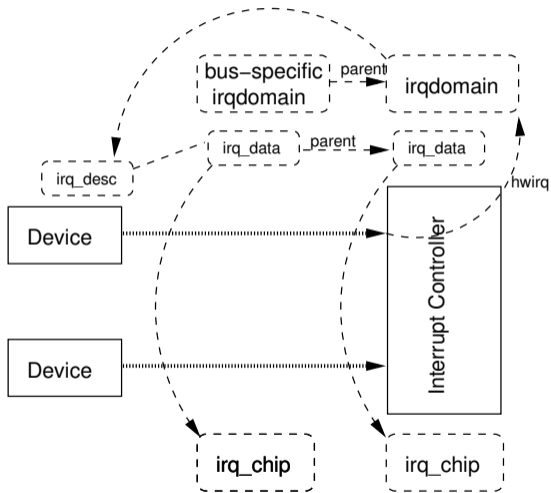 bus-specific
irqdomain
parent
irqdomain
irq_data
parent
irq_data
irq_desc
hwirq
Device
Interrupt Controller
Device
irq_chip
irq_chip